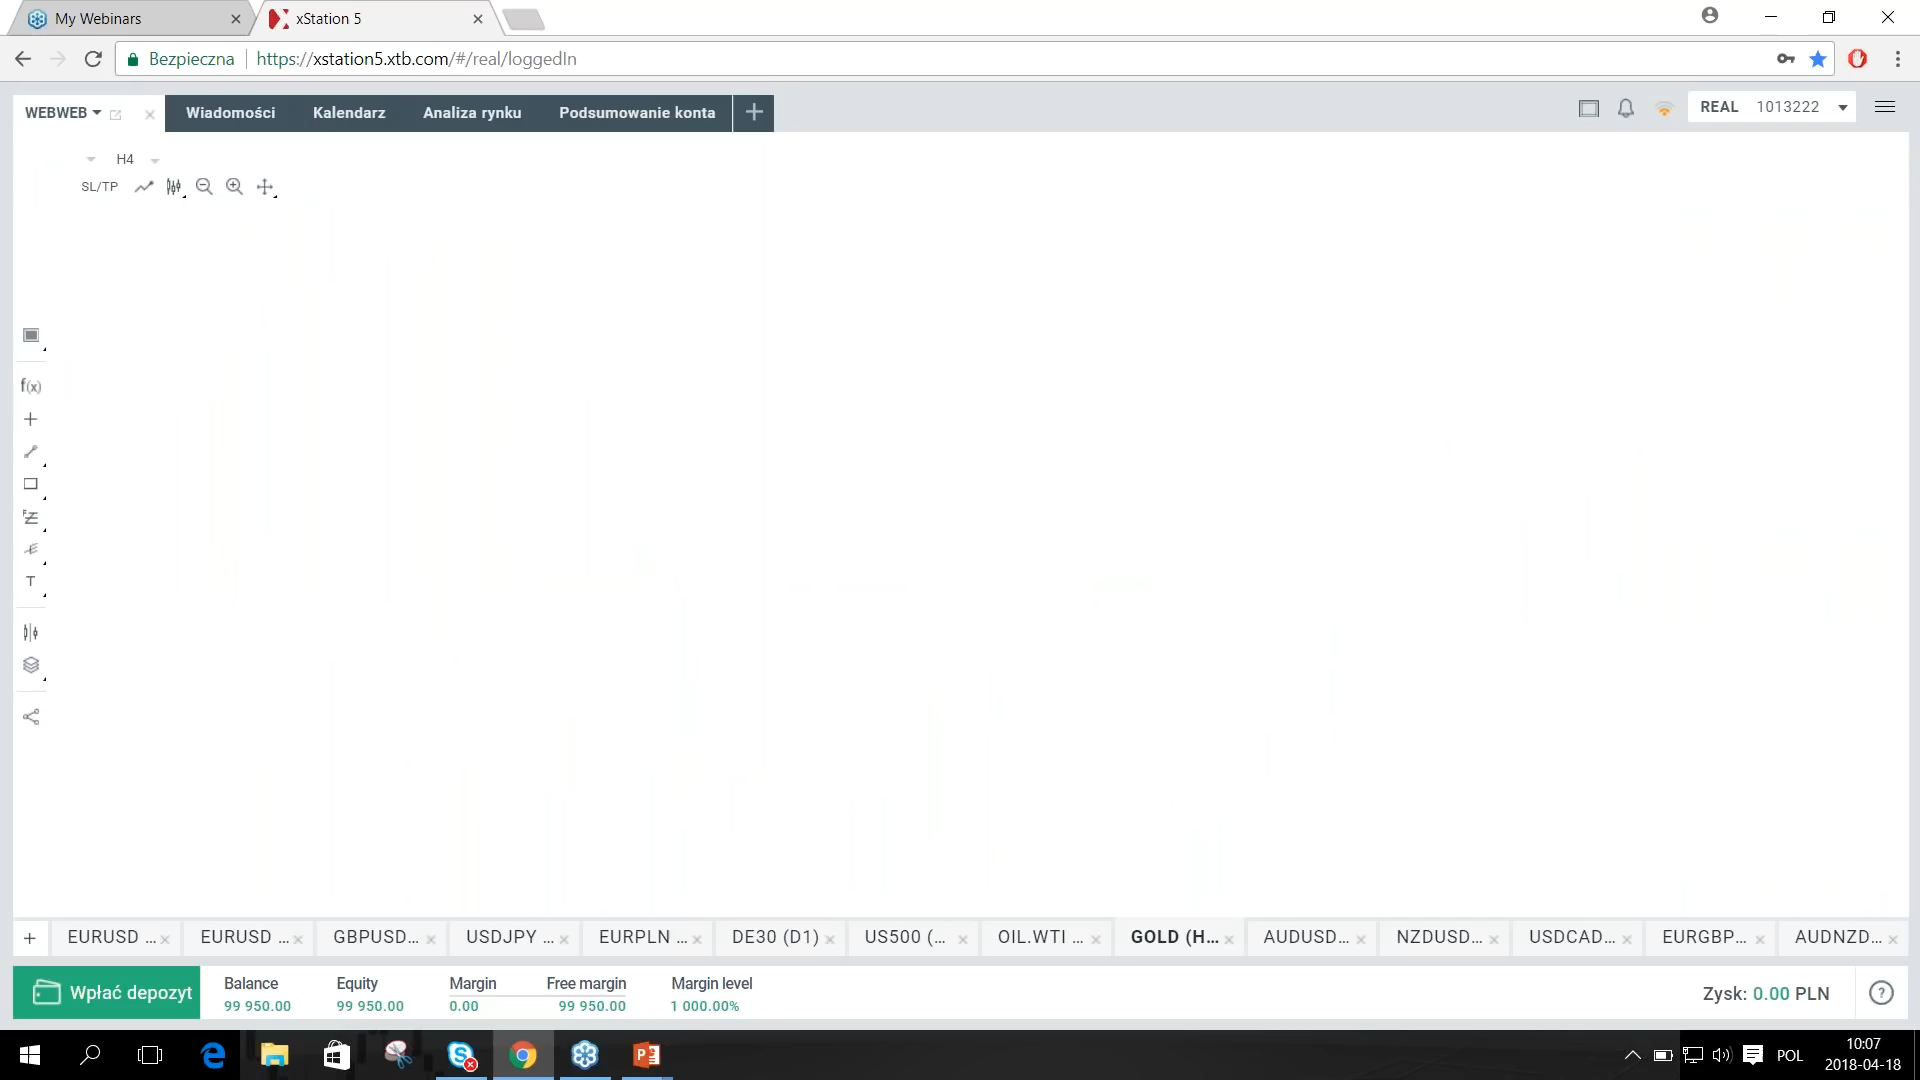 My Webinars
xStation 5
Bezpieczna
https://xstation5.xtb.com/#/real/loggedIn
WEBWEB
Wiadomości
Kalendarz
Analiza rynku
Podsumowanie konta
REAL 1013222
H4
SL/TP
f(x)
T
EURUSD ...
EURUSD ...
GBPUSD...
USDJPY ...
EURPLN ...
DE30 (D1)
US500 (...
OIL.WTI ...
GOLD (H...
AUDUSD...
NZDUSD...
USDCAD...
EURGBP...
AUDNZD...
Wpłać depozyt
Balance
99 950.00
Equity
99 950.00
Margin
0.00
Free margin
99 950.00
Margin level
1 000.00%
Zysk: 0.00 PLN
?
POL
10:07
2018-04-18